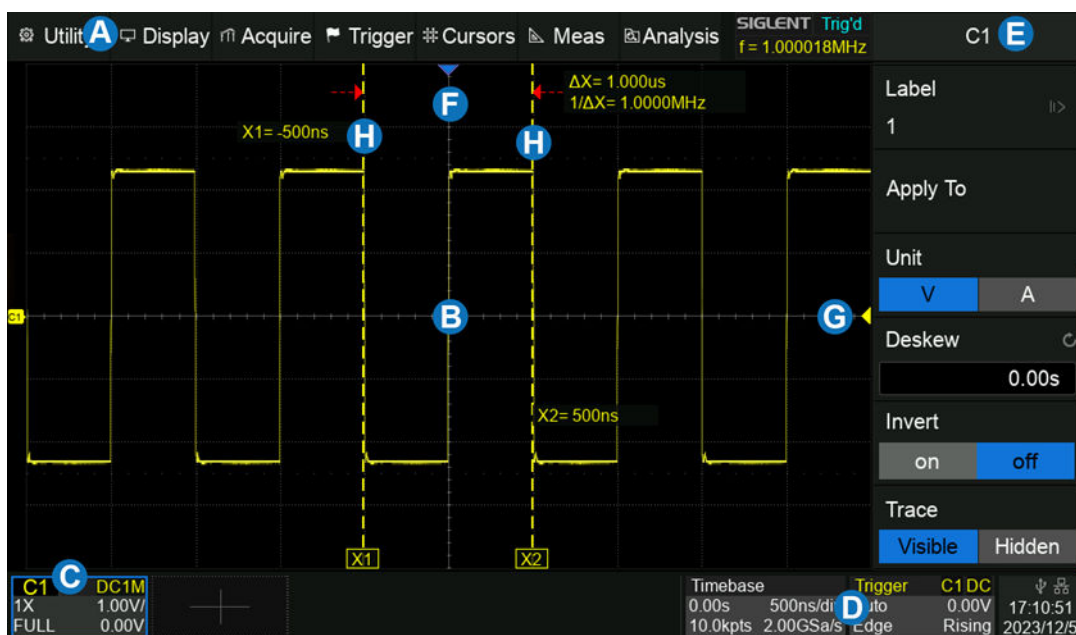 Utility A Display Acquire Trigger Cursors Meas Analysis
SIGLENT Trig'd
f = 1.000018MHz
C1 E
ΔX= 1.000us
1/ΔX= 1.0000MHz
F
X1= -500ns
H
H
Label
1
Apply To
Unit
V A
C1
B
G
Deskew
0.00s
X2= 500ns
Invert
on off
Trace
Visible Hidden
X1
X2
C1 C DC1M
1X 1.00V/
FULL 0.00V
Timebase
0.00s 500ns/div
10.0kpts 2.00GSa/s
D
Trigger C1 DC
Auto 0.00V
Edge Rising
17:10:51
2023/12/5